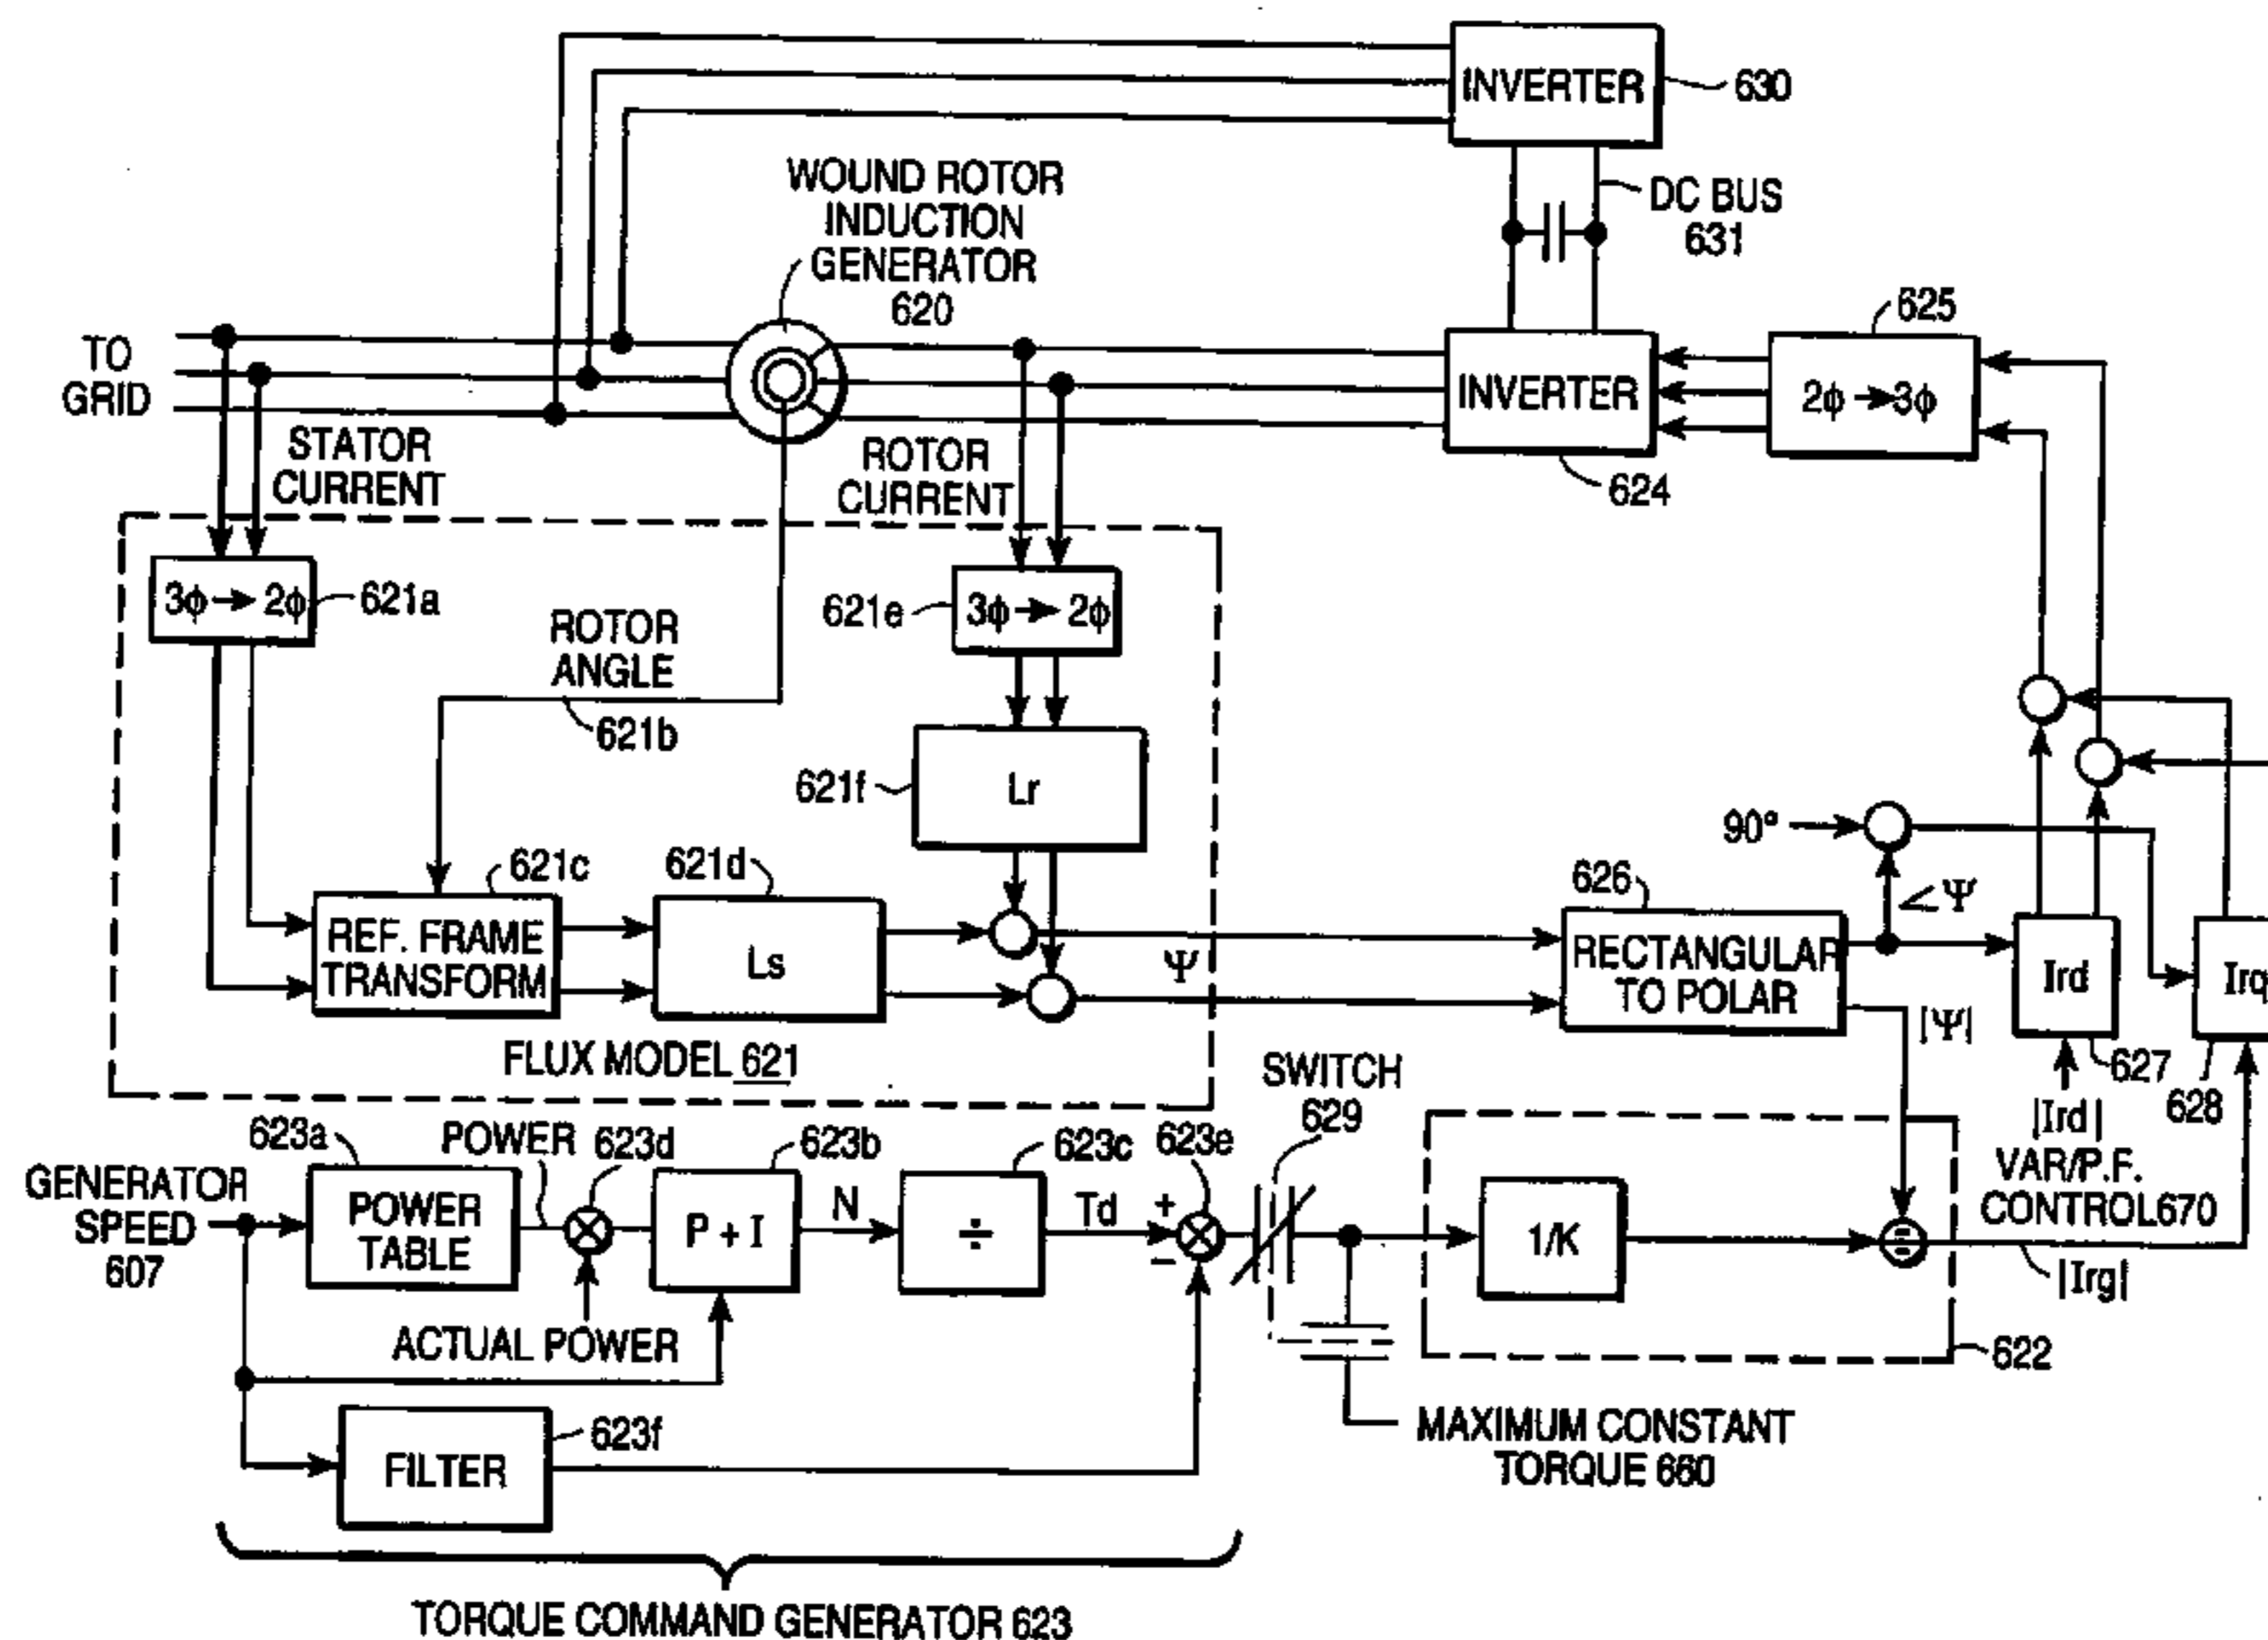 INVERTER
630
WOUND ROTOR
INDUCTION
GENERATOR
620
DC BUS
631
625
TO
GRID
INVERTER
2ϕ → 3ϕ
624
STATOR
CURRENT
ROTOR
CURRENT
3ϕ → 2ϕ
621a
621e
3ϕ → 2ϕ
ROTOR
ANGLE
621b
621f
Lr
90°
∠Ψ
621c
621d
626
REF. FRAME
TRANSFORM
Ls
Ψ
RECTANGULAR
TO POLAR
Ird
Irq
|Ψ|
627
628
FLUX MODEL 621
SWITCH
629
|Ird|
VAR/P.F.
CONTROL670
623a
POWER
623d
623b
623c
623e
GENERATOR
SPEED
607
POWER
TABLE
P + I
N
÷
Td
+
−
1/K
|Irg|
622
ACTUAL POWER
623f
FILTER
MAXIMUM CONSTANT
TORQUE 660
TORQUE COMMAND GENERATOR 623